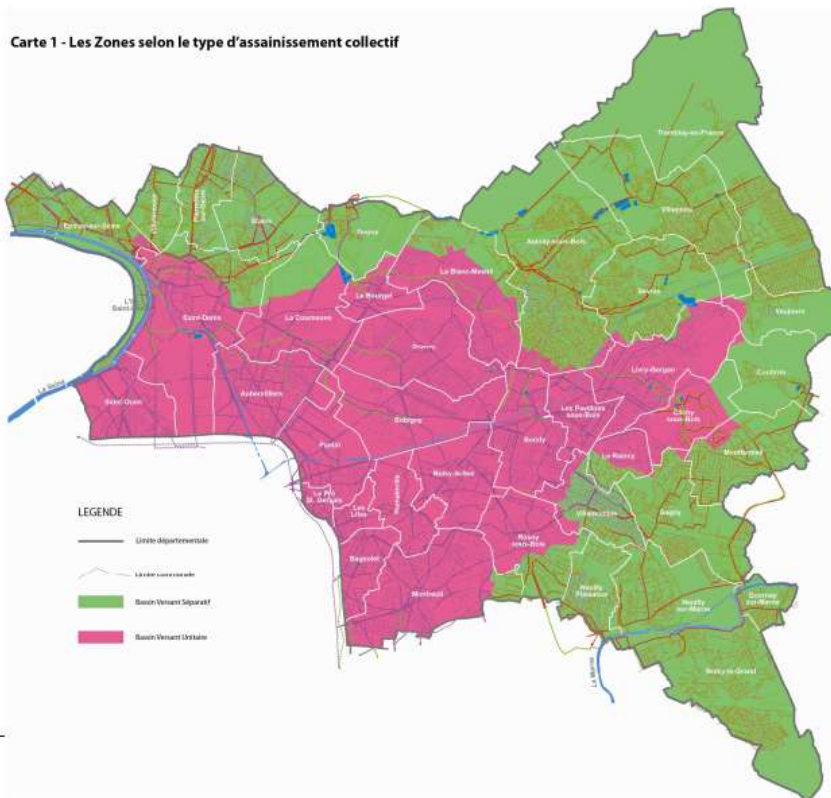 Carte 1 - Les Zones selon le type d’assainissement collectif
Tremblay-en-France
Villepinte
Aulnay-sous-Bois
Sevran
Vaujours
Coubron
Livry-Gargan
Clichy
sous-Bois
Montfermeil
Les Pavillons
sous-Bois
Le Raincy
Gagny
Villemomble
Bondy
Rosny
sous-Bois
Neuilly
Plaisance
Neuilly
sur-Marne
Gournay
sur-Marne
Noisy-le-Grand
La Marne
Epinay-sur-Seine
Pierrefitte
sur-Seine
Stains
Dugny
Le Blanc-Mesnil
Le Bourget
La Courneuve
Saint-Denis
Drancy
Aubervilliers
Bobigny
Saint-Ouen
La Seine
Pantin
Noisy-le-Sec
Le Pré
St. Gervais
Les
Lilas
Romainville
Bagnolet
Montreuil
LEGENDE
Limite départementale
Limite communale
Bassin Versant Séparatif
Bassin Versant Unitaire